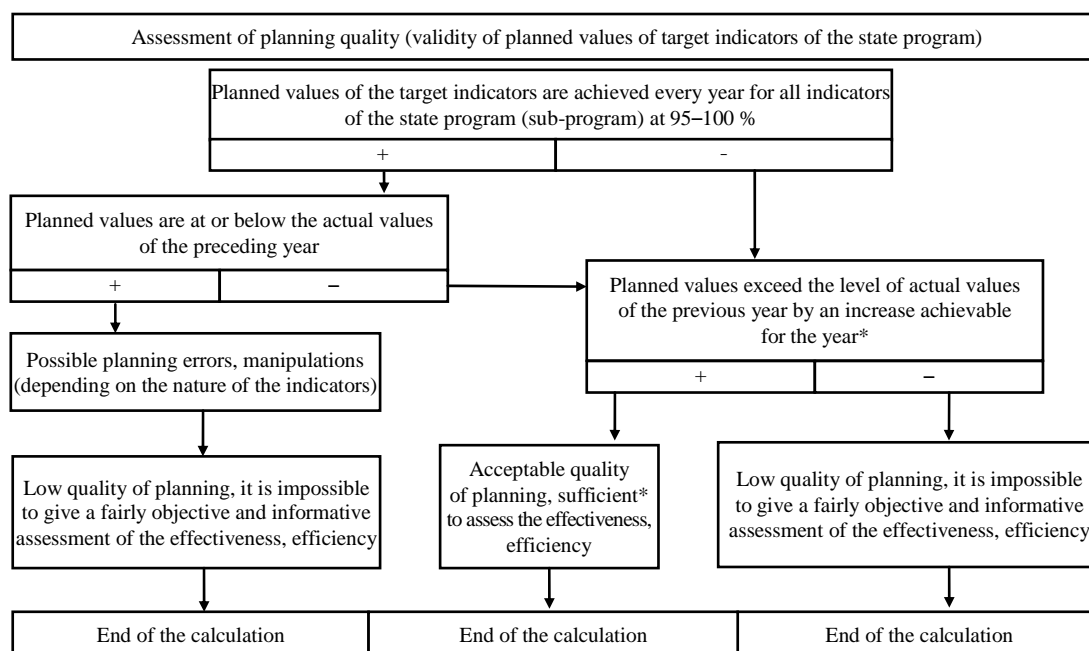 Assessment of planning quality (validity of planned values of target indicators of the state program)
Planned values of the target indicators are achieved every year for all indicators
of the state program (sub-program) at 95–100 %
+
-
Planned values are at or below the actual values
of the preceding year
+
–
Planned values exceed the level of actual values
of the previous year by an increase achievable
for the year*
+
–
Possible planning errors, manipulations
(depending on the nature of the indicators)
Low quality of planning, it is impossible
to give a fairly objective and informative
assessment of the effectiveness, efficiency
Acceptable quality
of planning, sufficient*
to assess the effectiveness,
efficiency
Low quality of planning, it is impossible
to give a fairly objective and informative
assessment of the effectiveness, efficiency
End of the calculation
End of the calculation
End of the calculation